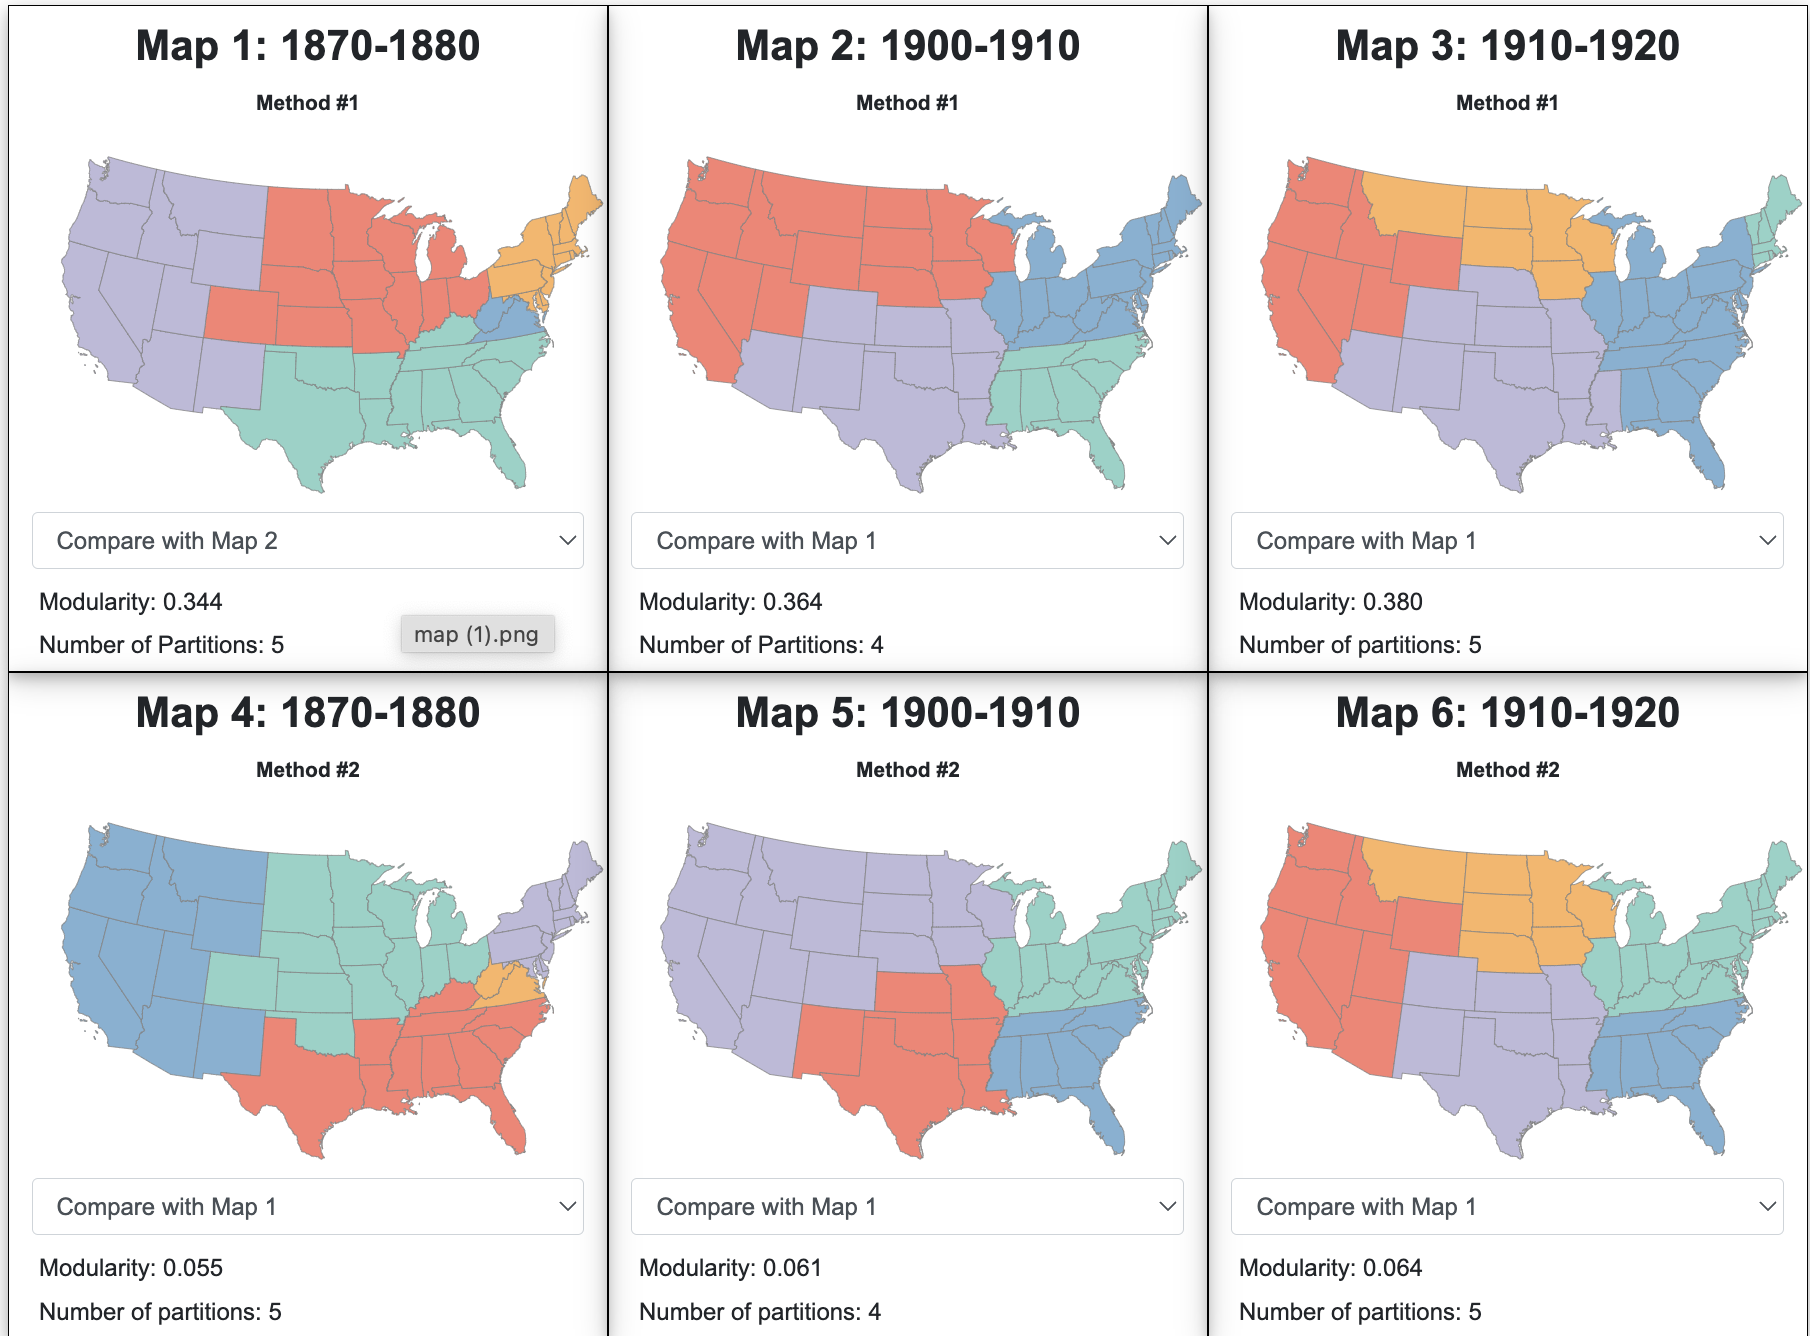 Map 1: 1870-1880
Method #1
Compare with Map 2
Modularity: 0.344
Number of Partitions: 5
map (1).png
Map 2: 1900-1910
Method #1
Compare with Map 1
Modularity: 0.364
Number of Partitions: 4
Map 3: 1910-1920
Method #1
Compare with Map 1
Modularity: 0.380
Number of partitions: 5
Map 4: 1870-1880
Method #2
Compare with Map 1
Modularity: 0.055
Number of partitions: 5
Map 5: 1900-1910
Method #2
Compare with Map 1
Modularity: 0.061
Number of partitions: 4
Map 6: 1910-1920
Method #2
Compare with Map 1
Modularity: 0.064
Number of partitions: 5